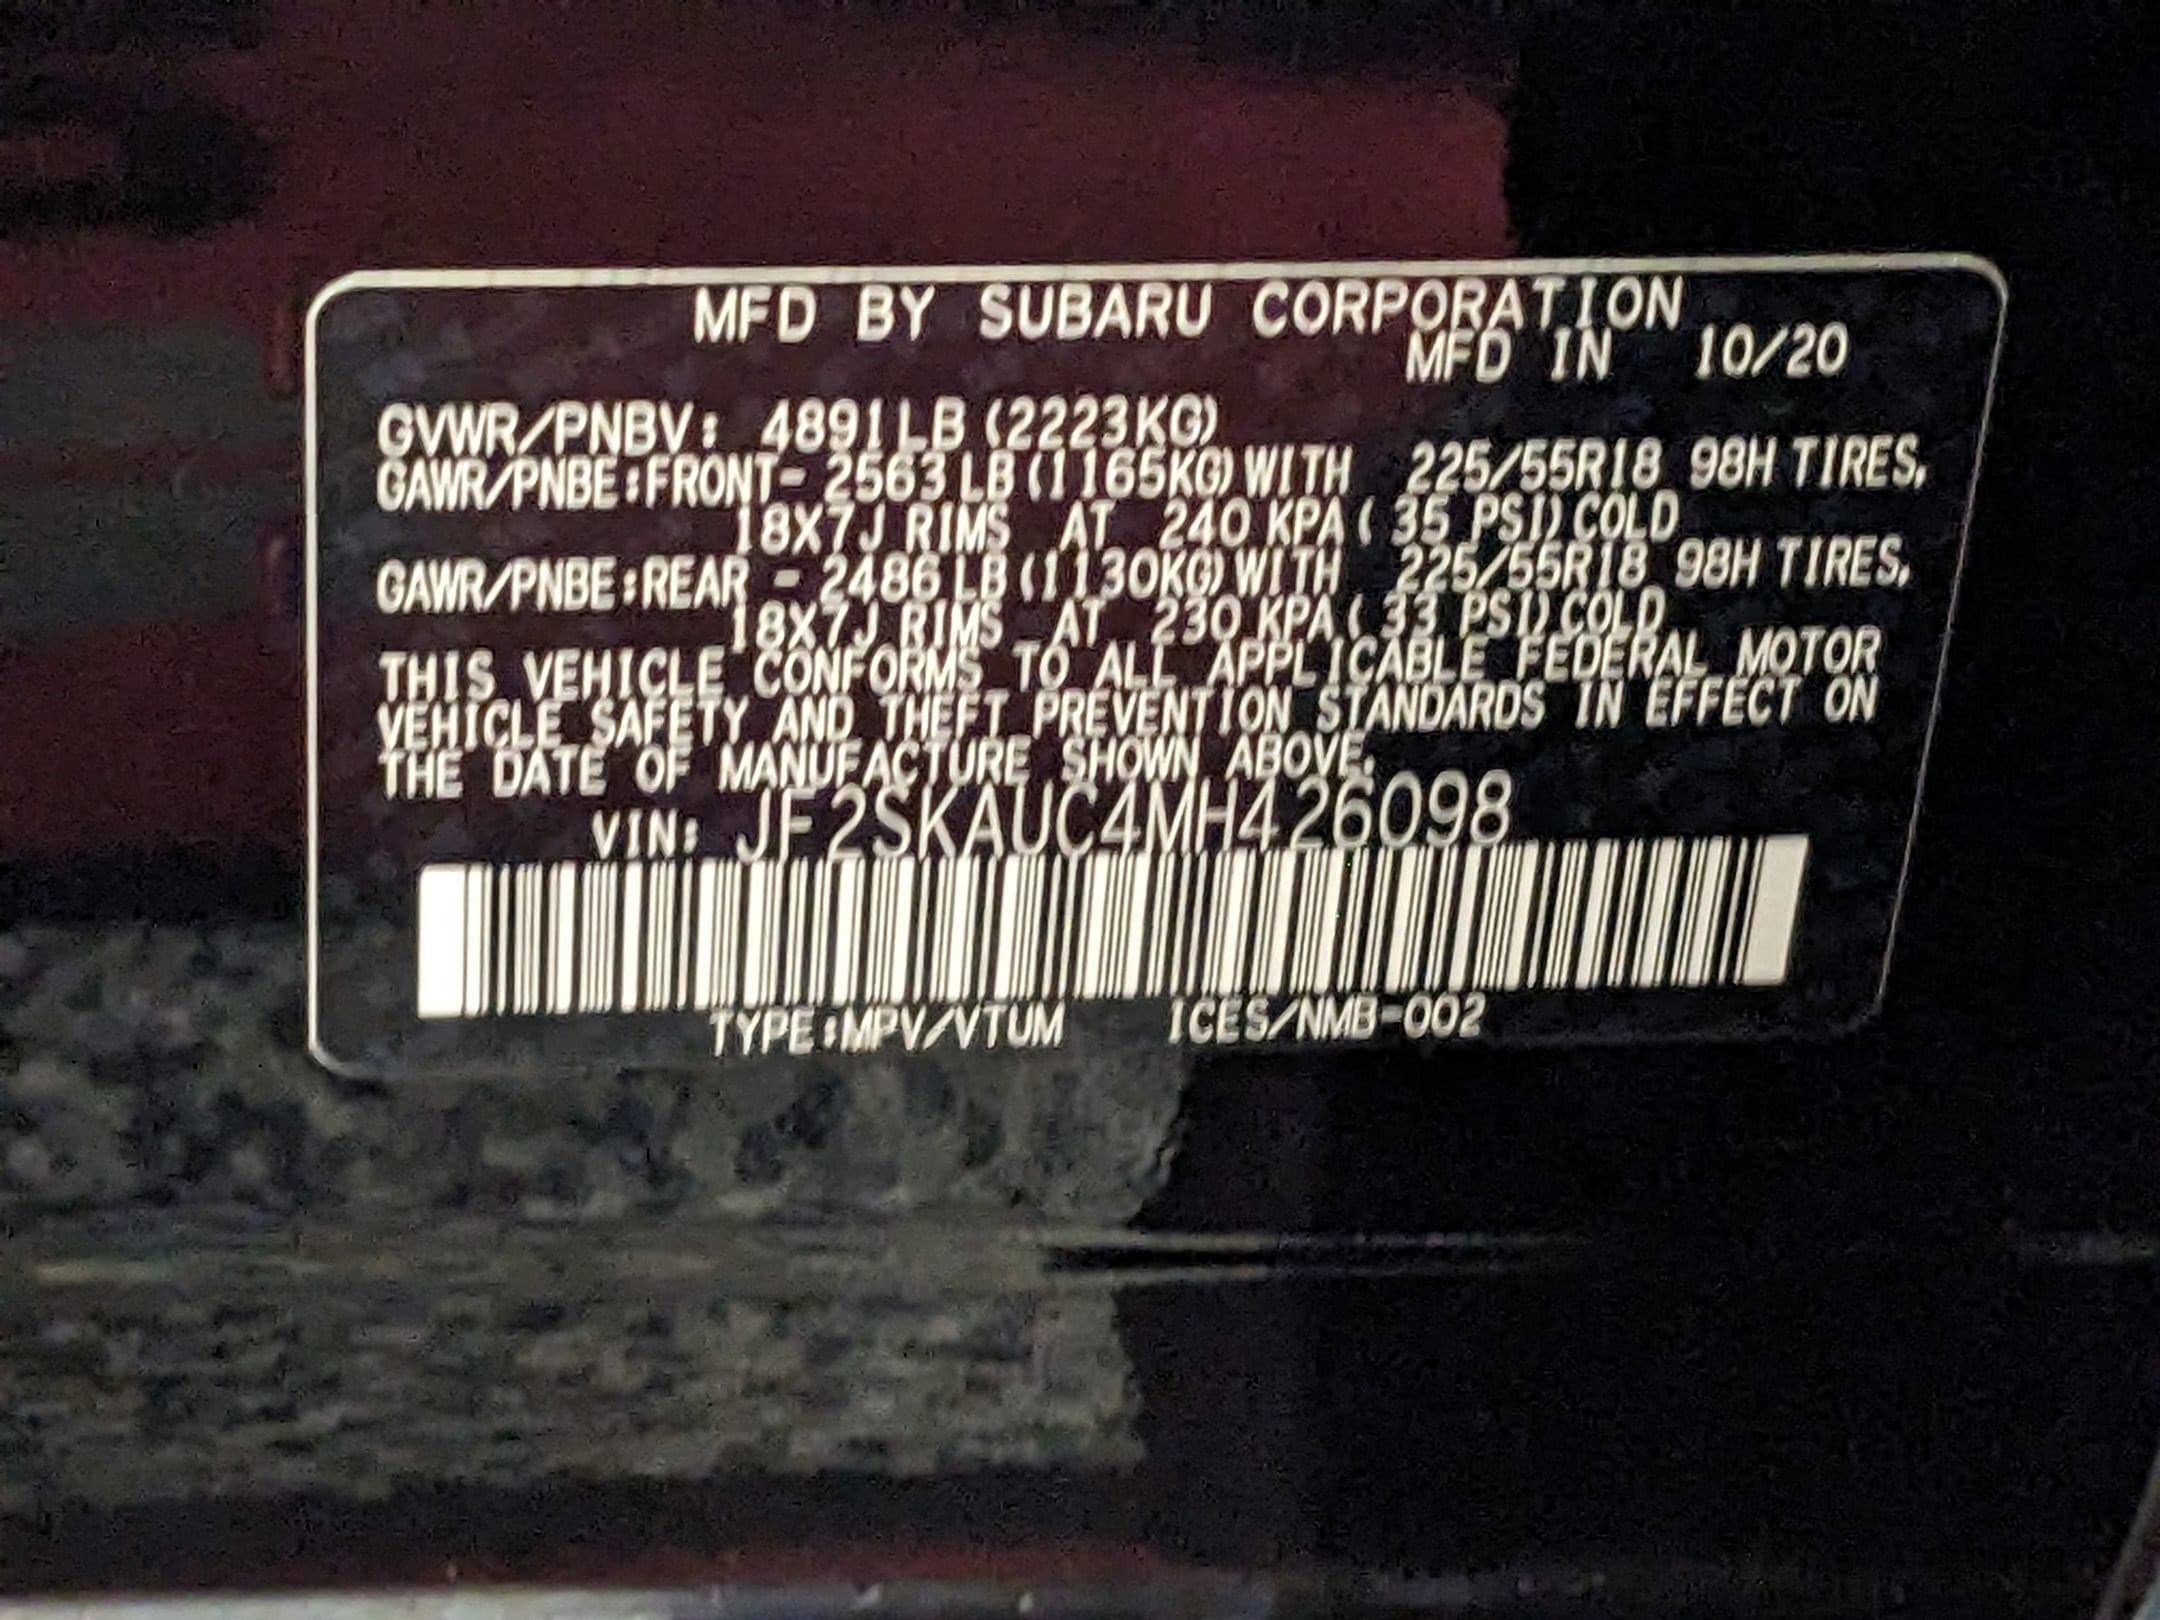 MFD BY SUBARU CORPORATION
MFD IN 10/20
GVWR/PNBV: 4891LB (2223KG)
GAWR/PNBE:FRONT- 2563 LB (1165KG) WITH 225/55R18 98H TIRES,
18X7J RIMS AT 240 KPA ( 35 PSI) COLD
GAWR/PNBE:REAR - 2486 LB (1130KG) WITH 225/55R18 98H TIRES,
18X7J RIMS AT 230 KPA ( 33 PSI) COLD
THIS VEHICLE CONFORMS TO ALL APPLICABLE FEDERAL MOTOR
VEHICLE SAFETY AND THEFT PREVENTION STANDARDS IN EFFECT ON
THE DATE OF MANUFACTURE SHOWN ABOVE.
VIN: JF2SKAUC4MH426098
TYPE:MPV/VTUM ICES/NMB-002